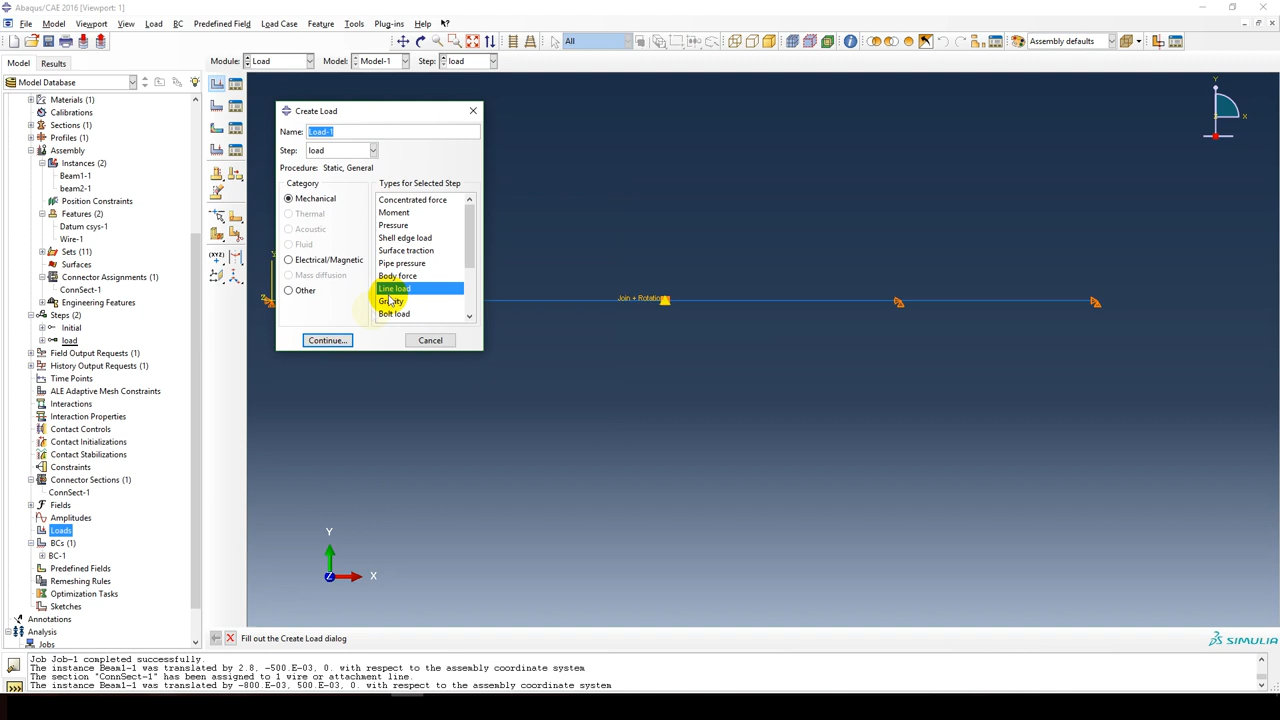 Abaqus/CAE 2016 [Viewport: 1]
File Model Viewport View Load BC Predefined Field Load Case Feature Tools Plug-ins Help
All Assembly defaults
Model Results Module: Load Model: Model-1 Step: load
Model Database
Materials (1)
Calibrations
Sections (1)
Profiles (1)
Assembly
Instances (2)
Beam1-1
beam2-1
Position Constraints
Features (2)
Datum csys-1
Wire-1
Sets (11)
Surfaces
Connector Assignments (1)
ConnSect-1
Engineering Features
Steps (2)
Initial
load
Field Output Requests (1)
History Output Requests (1)
Time Points
ALE Adaptive Mesh Constraints
Interactions
Interaction Properties
Contact Controls
Contact Initializations
Contact Stabilizations
Constraints
Connector Sections (1)
ConnSect-1
Fields
Amplitudes
Loads
BCs (1)
BC-1
Predefined Fields
Remeshing Rules
Optimization Tasks
Sketches
Annotations
Analysis
Jobs
(XYZ)
Create Load
Name: Load-1
Step: load
Procedure: Static, General
Category
Mechanical
Thermal
Acoustic
Fluid
Electrical/Magnetic
Mass diffusion
Other
Types for Selected Step
Concentrated force
Moment
Pressure
Shell edge load
Surface traction
Pipe pressure
Body force
Line load
Gravity
Bolt load
Continue... Cancel
Join + Rotation
Y
X
Z
Y
Z
X
Fill out the Create Load dialog
SIMULIA
Job Job-1 completed successfully.
The instance Beam1-1 was translated by 2.8, -500.E-03, 0. with respect to the assembly coordinate system
The section "ConnSect-1" has been assigned to 1 wire or attachment line.
The instance Beam1-1 was translated by -800.E-03, 500.E-03, 0. with respect to the assembly coordinate system